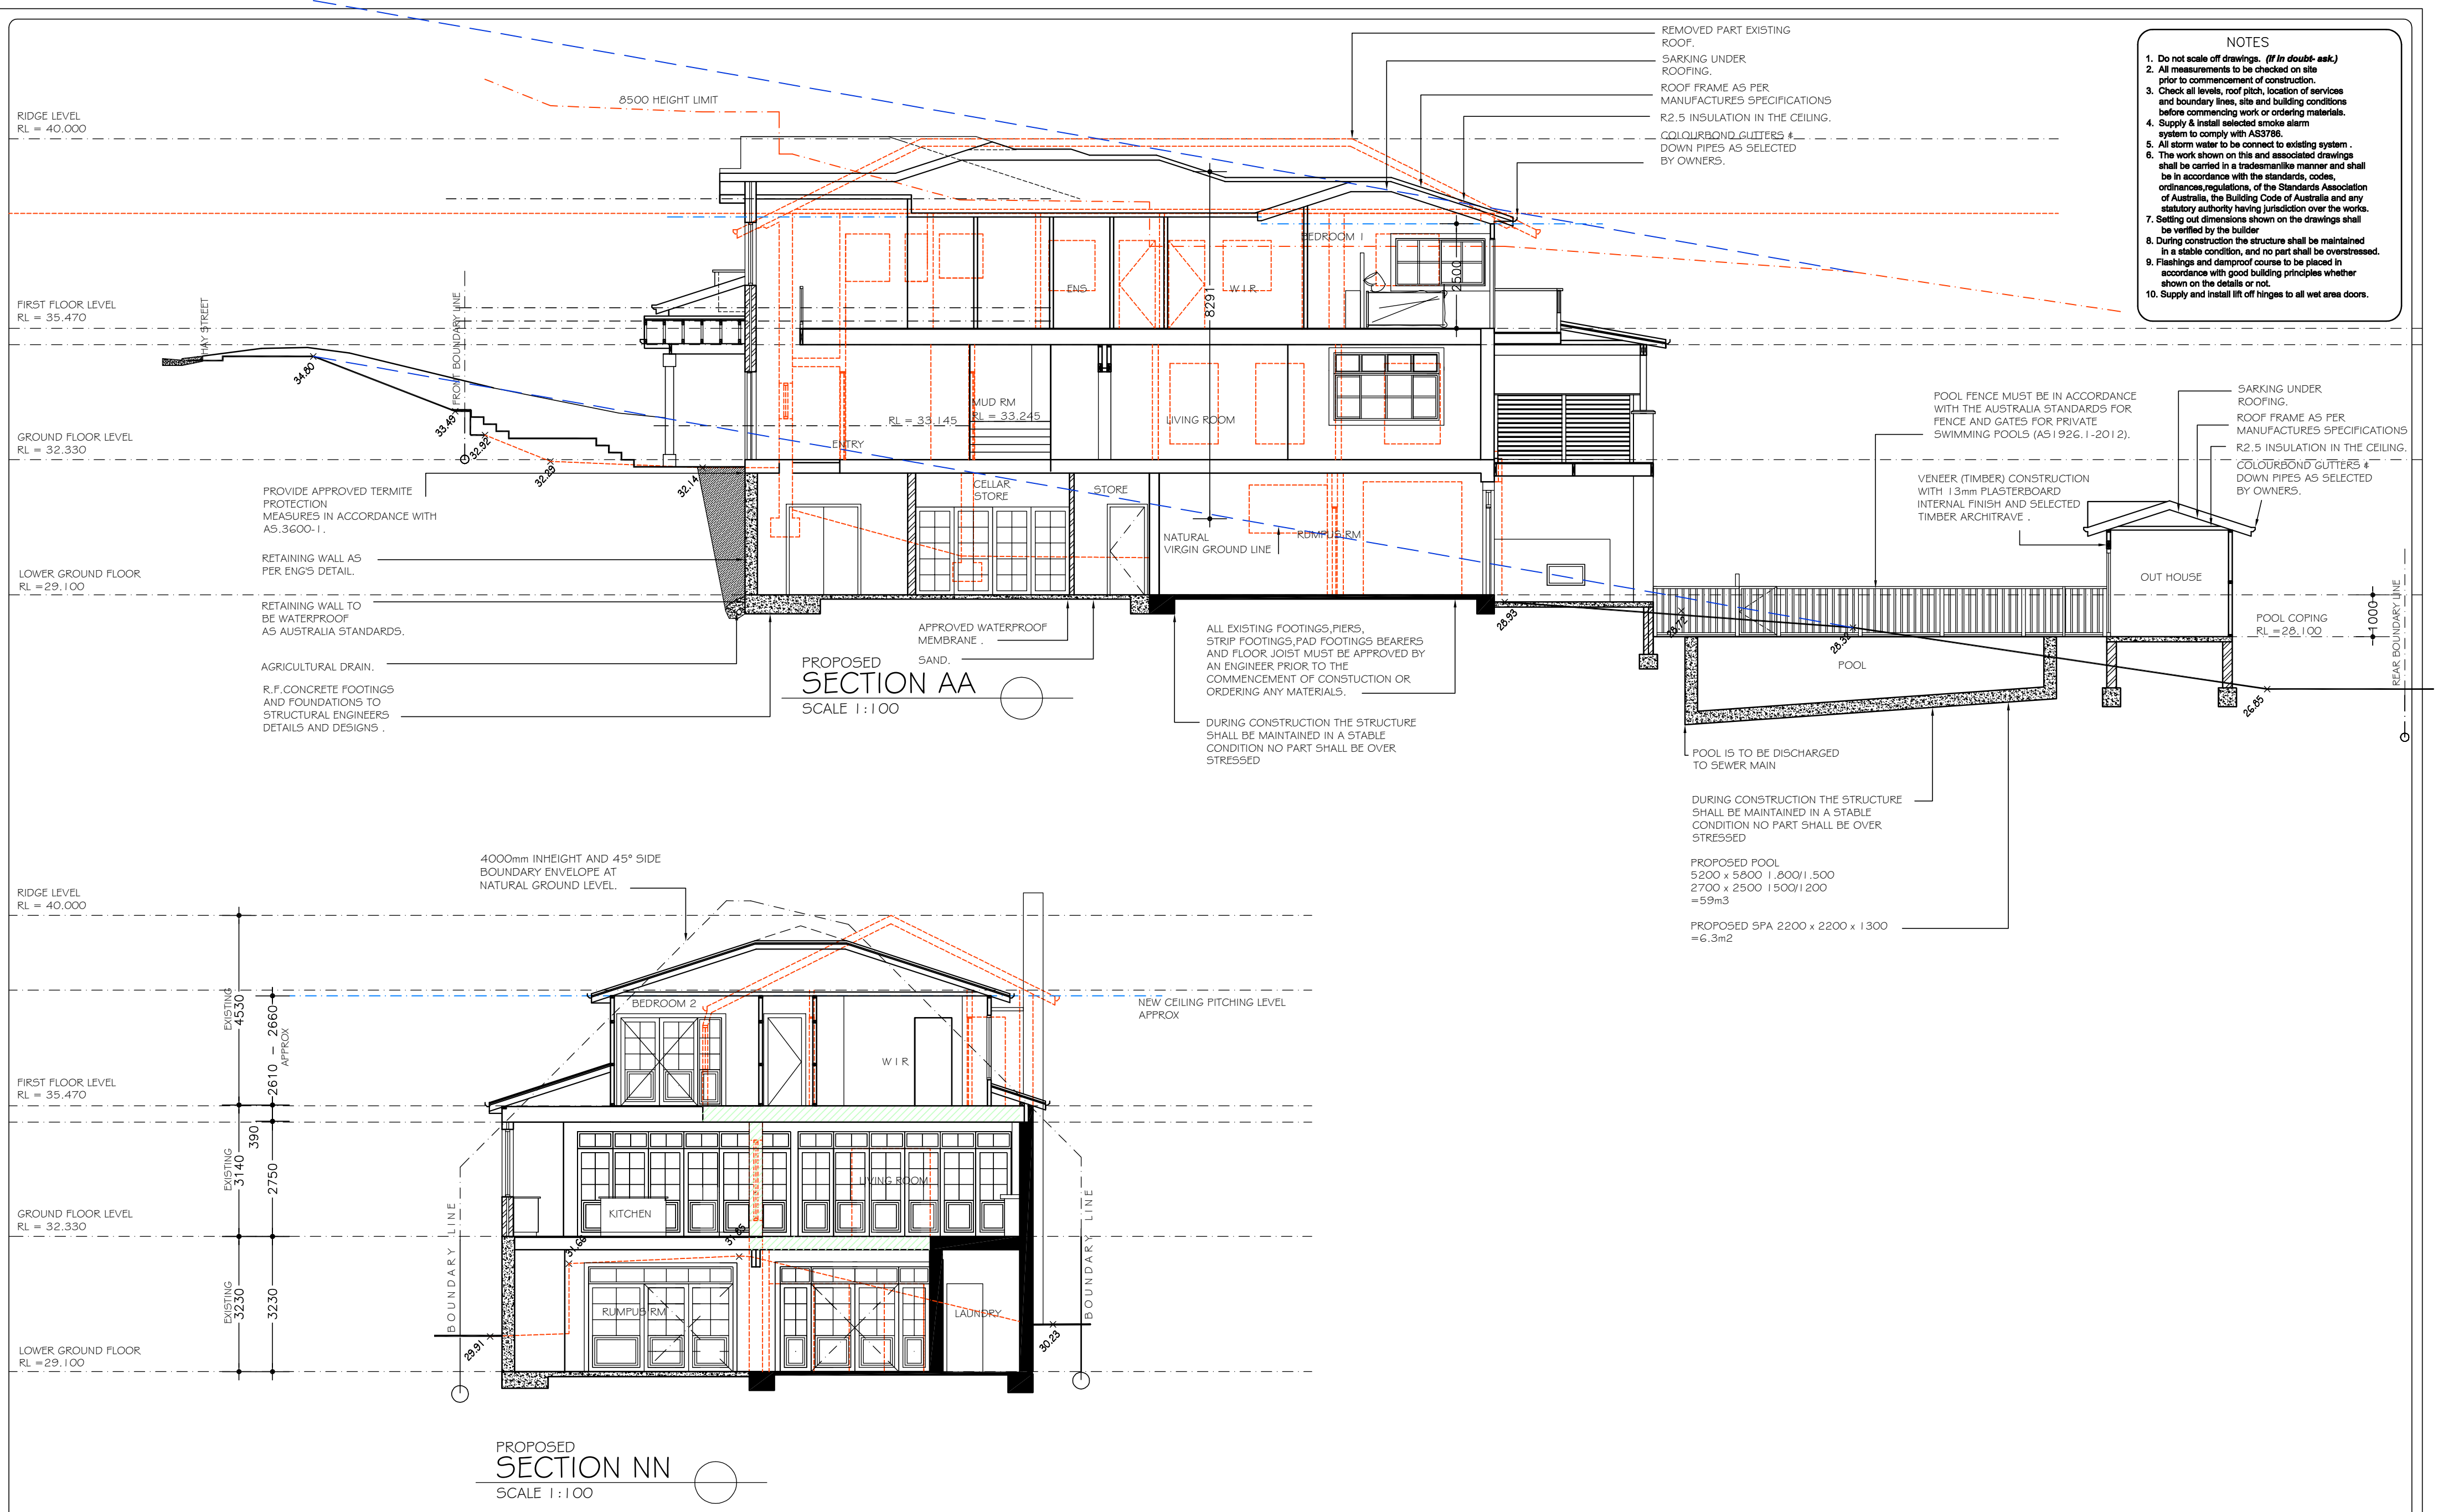 NOTES
1. Do not scale off drawings. (If in doubt- ask.)
2. All measurements to be checked on site
prior to commencement of construction.
3. Check all levels, roof pitch, location of services
and boundary lines, site and building conditions
before commencing work or ordering materials.
4. Supply & install selected smoke alarm
system to comply with AS3786.
5. All storm water to be connect to existing system .
6. The work shown on this and associated drawings
shall be carried in a tradesmanlike manner and shall
be in accordance with the standards, codes,
ordinances,regulations, of the Standards Association
of Australia, the Building Code of Australia and any
statutory authority having jurisdiction over the works.
7. Setting out dimensions shown on the drawings shall
be verified by the builder
8. During construction the structure shall be maintained
in a stable condition, and no part shall be overstressed.
9. Flashings and damproof course to be placed in
accordance with good building principles whether
shown on the details or not.
10. Supply and install lift off hinges to all wet area doors.
REMOVED PART EXISTING
ROOF.
SARKING UNDER
ROOFING.
ROOF FRAME AS PER
MANUFACTURES SPECIFICATIONS
R2.5 INSULATION IN THE CEILING.
COLOURBOND GUTTERS &
DOWN PIPES AS SELECTED
BY OWNERS.
8500 HEIGHT LIMIT
RIDGE LEVEL
RL = 40.000
FIRST FLOOR LEVEL
RL = 35.470
GROUND FLOOR LEVEL
RL = 32.330
LOWER GROUND FLOOR
RL =29.100
HAY STREET
FRONT BOUNDARY LINE
34.80
33.49
32.92
32.29
32.14
BEDROOM 1
ENS
W I R
8291
2500
MUD RM
RL = 33.245
RL = 33.145
ENTRY
LIVING ROOM
CELLAR
STORE
STORE
NATURAL
VIRGIN GROUND LINE
RUMPUS RM
PROVIDE APPROVED TERMITE
PROTECTION
MEASURES IN ACCORDANCE WITH
AS.3600-1.
RETAINING WALL AS
PER ENG'S DETAIL.
RETAINING WALL TO
BE WATERPROOF
AS AUSTRALIA STANDARDS.
AGRICULTURAL DRAIN.
R.F.CONCRETE FOOTINGS
AND FOUNDATIONS TO
STRUCTURAL ENGINEERS
DETAILS AND DESIGNS .
APPROVED WATERPROOF
MEMBRANE .
SAND.
PROPOSED
SECTION AA
SCALE 1:100
ALL EXISTING FOOTINGS,PIERS,
STRIP FOOTINGS,PAD FOOTINGS BEARERS
AND FLOOR JOIST MUST BE APPROVED BY
AN ENGINEER PRIOR TO THE
COMMENCEMENT OF CONSTUCTION OR
ORDERING ANY MATERIALS.
DURING CONSTRUCTION THE STRUCTURE
SHALL BE MAINTAINED IN A STABLE
CONDITION NO PART SHALL BE OVER
STRESSED
28.93
28.72
28.32
26.85
POOL FENCE MUST BE IN ACCORDANCE
WITH THE AUSTRALIA STANDARDS FOR
FENCE AND GATES FOR PRIVATE
SWIMMING POOLS (AS1926.1-2012).
VENEER (TIMBER) CONSTRUCTION
WITH 13mm PLASTERBOARD
INTERNAL FINISH AND SELECTED
TIMBER ARCHITRAVE .
SARKING UNDER
ROOFING.
ROOF FRAME AS PER
MANUFACTURES SPECIFICATIONS
R2.5 INSULATION IN THE CEILING.
COLOURBOND GUTTERS &
DOWN PIPES AS SELECTED
BY OWNERS.
OUT HOUSE
POOL COPING
RL =28.100
1000
REAR BOUNDARY LINE
POOL
POOL IS TO BE DISCHARGED
TO SEWER MAIN
DURING CONSTRUCTION THE STRUCTURE
SHALL BE MAINTAINED IN A STABLE
CONDITION NO PART SHALL BE OVER
STRESSED
PROPOSED POOL
5200 x 5800 1.800/1.500
2700 x 2500 1500/1200
=59m3
PROPOSED SPA 2200 x 2200 x 1300
=6.3m2
4000mm INHEIGHT AND 45° SIDE
BOUNDARY ENVELOPE AT
NATURAL GROUND LEVEL.
RIDGE LEVEL
RL = 40.000
FIRST FLOOR LEVEL
RL = 35.470
GROUND FLOOR LEVEL
RL = 32.330
LOWER GROUND FLOOR
RL =29.100
EXISTING
4530
2610 - 2660
APPROX
390
EXISTING
3140
2750
EXISTING
3230
3230
NEW CEILING PITCHING LEVEL
APPROX
BEDROOM 2
W I R
KITCHEN
LIVING ROOM
31.68
31.85
RUMPUS RM
LAUNDRY
29.91
30.23
BOUNDARY LINE
BOUNDARY LINE
PROPOSED
SECTION NN
SCALE 1:100